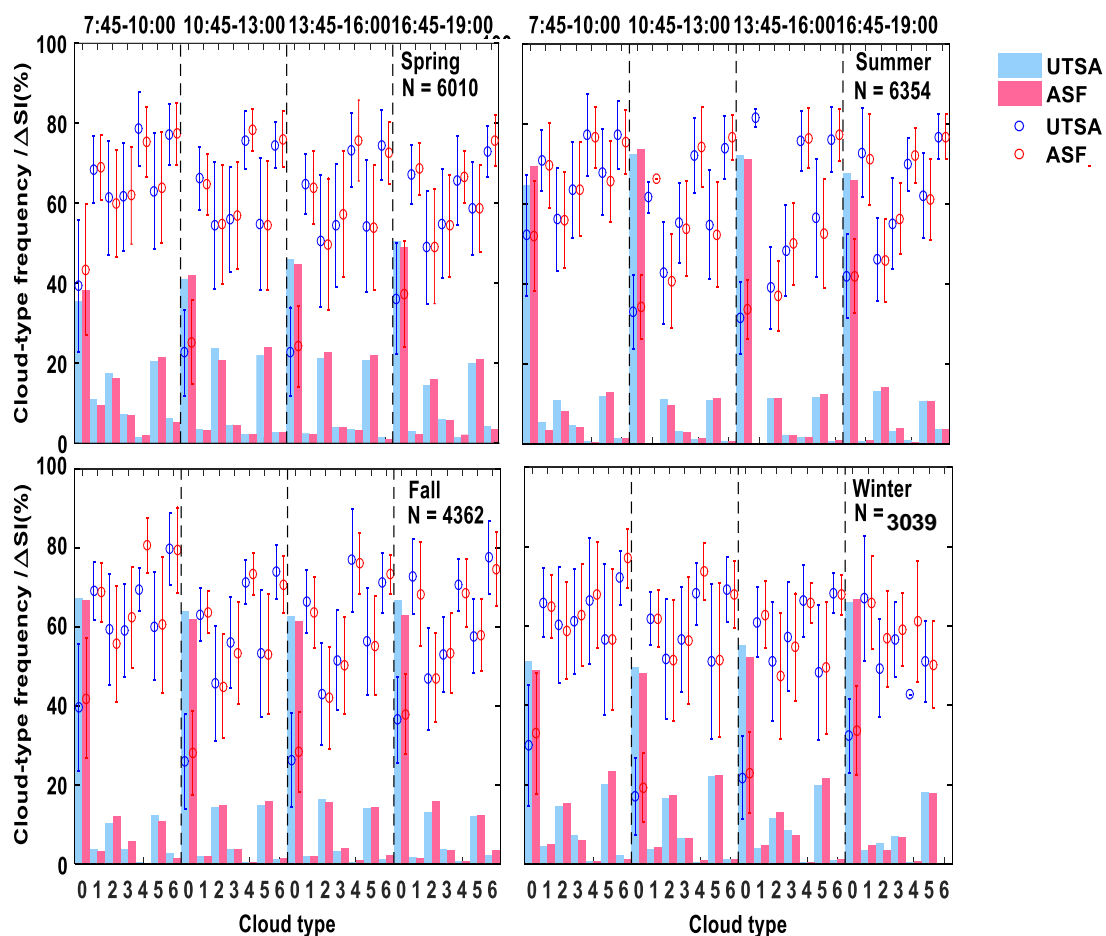 7:45-10:00 10:45-13:00 13:45-16:00 16:45-19:00
7:45-10:00 10:45-13:00 13:45-16:00 16:45-19:00
100
Cloud-type frequency /△SI(%)
100
80
60
40
20
0
Spring
N = 6010
Summer
N = 6354
UTSA
ASF
UTSA
ASF
Cloud-type frequency /△SI(%)
100
80
60
40
20
0
Fall
N = 4362
Winter
N = 3039
0 1 2 3 4 5 6 0 1 2 3 4 5 6 0 1 2 3 4 5 6 0 1 2 3 4 5 6
0 1 2 3 4 5 6 0 1 2 3 4 5 6 0 1 2 3 4 5 6 0 1 2 3 4 5 6
Cloud type
Cloud type